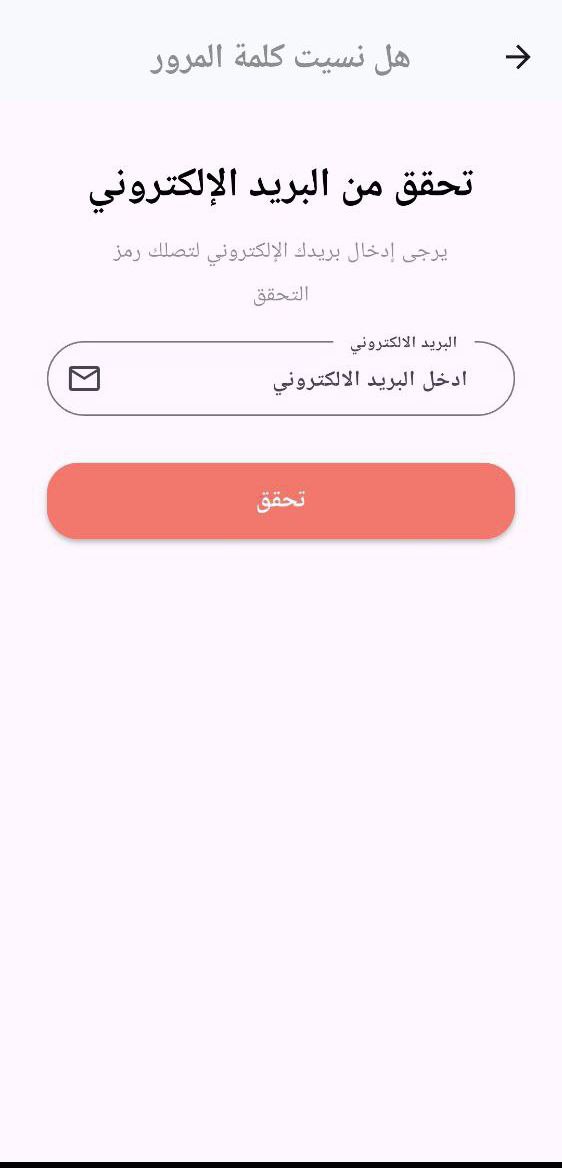 هل نسيت كلمة المرور
تحقق من البريد الإلكتروني
يرجى إدخال بريدك الإلكتروني لتصلك رمز
التحقق
البريد الالكتروني
ادخل البريد الالكتروني
تحقق